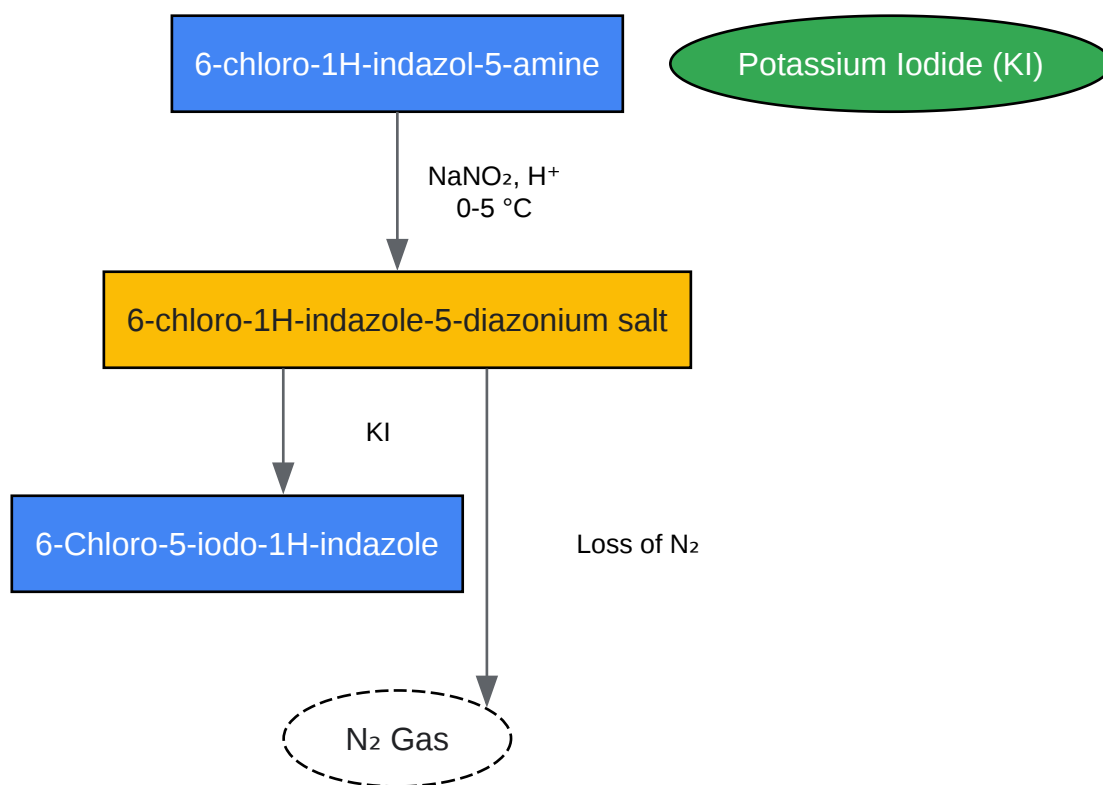 6-chloro-1H-indazol-5-amine
Potassium Iodide (KI)
NaNO₂, H⁺
0-5 °C
6-chloro-1H-indazole-5-diazonium salt
KI
6-Chloro-5-iodo-1H-indazole
Loss of N₂
N₂ Gas